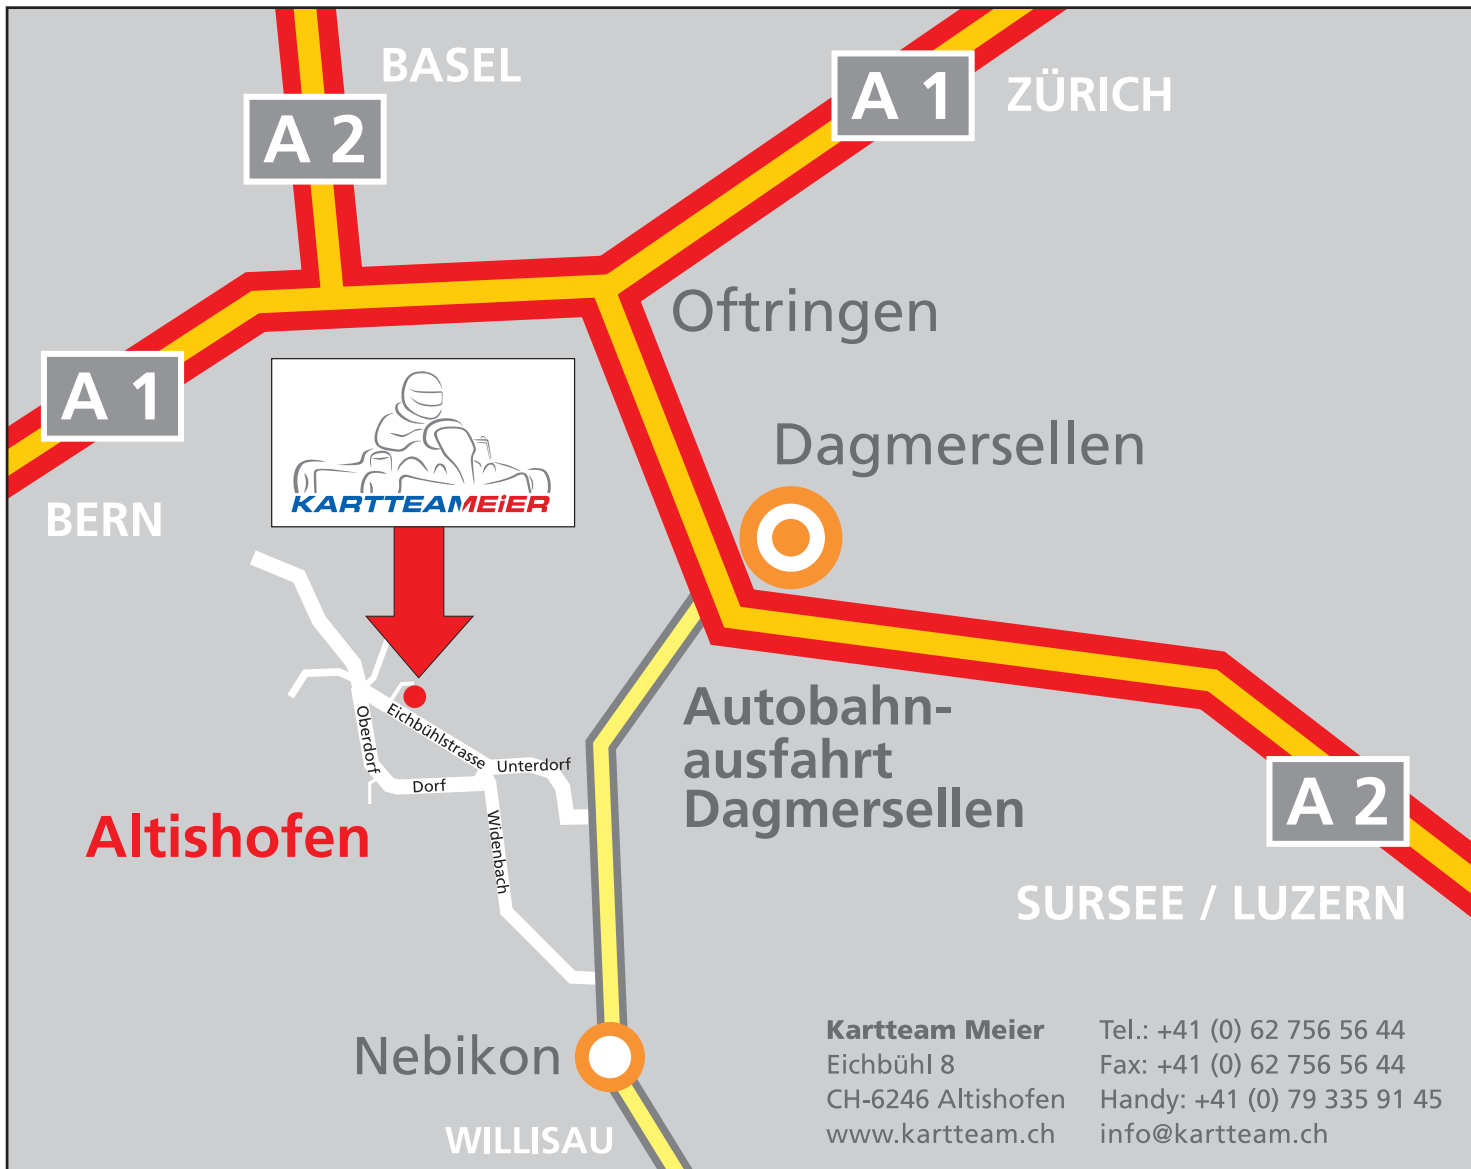 BASEL
A 2
A 1
ZÜRICH
Oftringen
A 1
BERN
KARTTEAMMEiER
Dagmersellen
Autobahn-
ausfahrt
Dagmersellen
Eichbühlstrasse
Oberdorf
Unterdorf
Dorf
Widenbach
Altishofen
A 2
SURSEE / LUZERN
Nebikon
WILLISAU
Kartteam Meier
Eichbühl 8
CH-6246 Altishofen
www.kartteam.ch
Tel.: +41 (0) 62 756 56 44
Fax: +41 (0) 62 756 56 44
Handy: +41 (0) 79 335 91 45
info@kartteam.ch